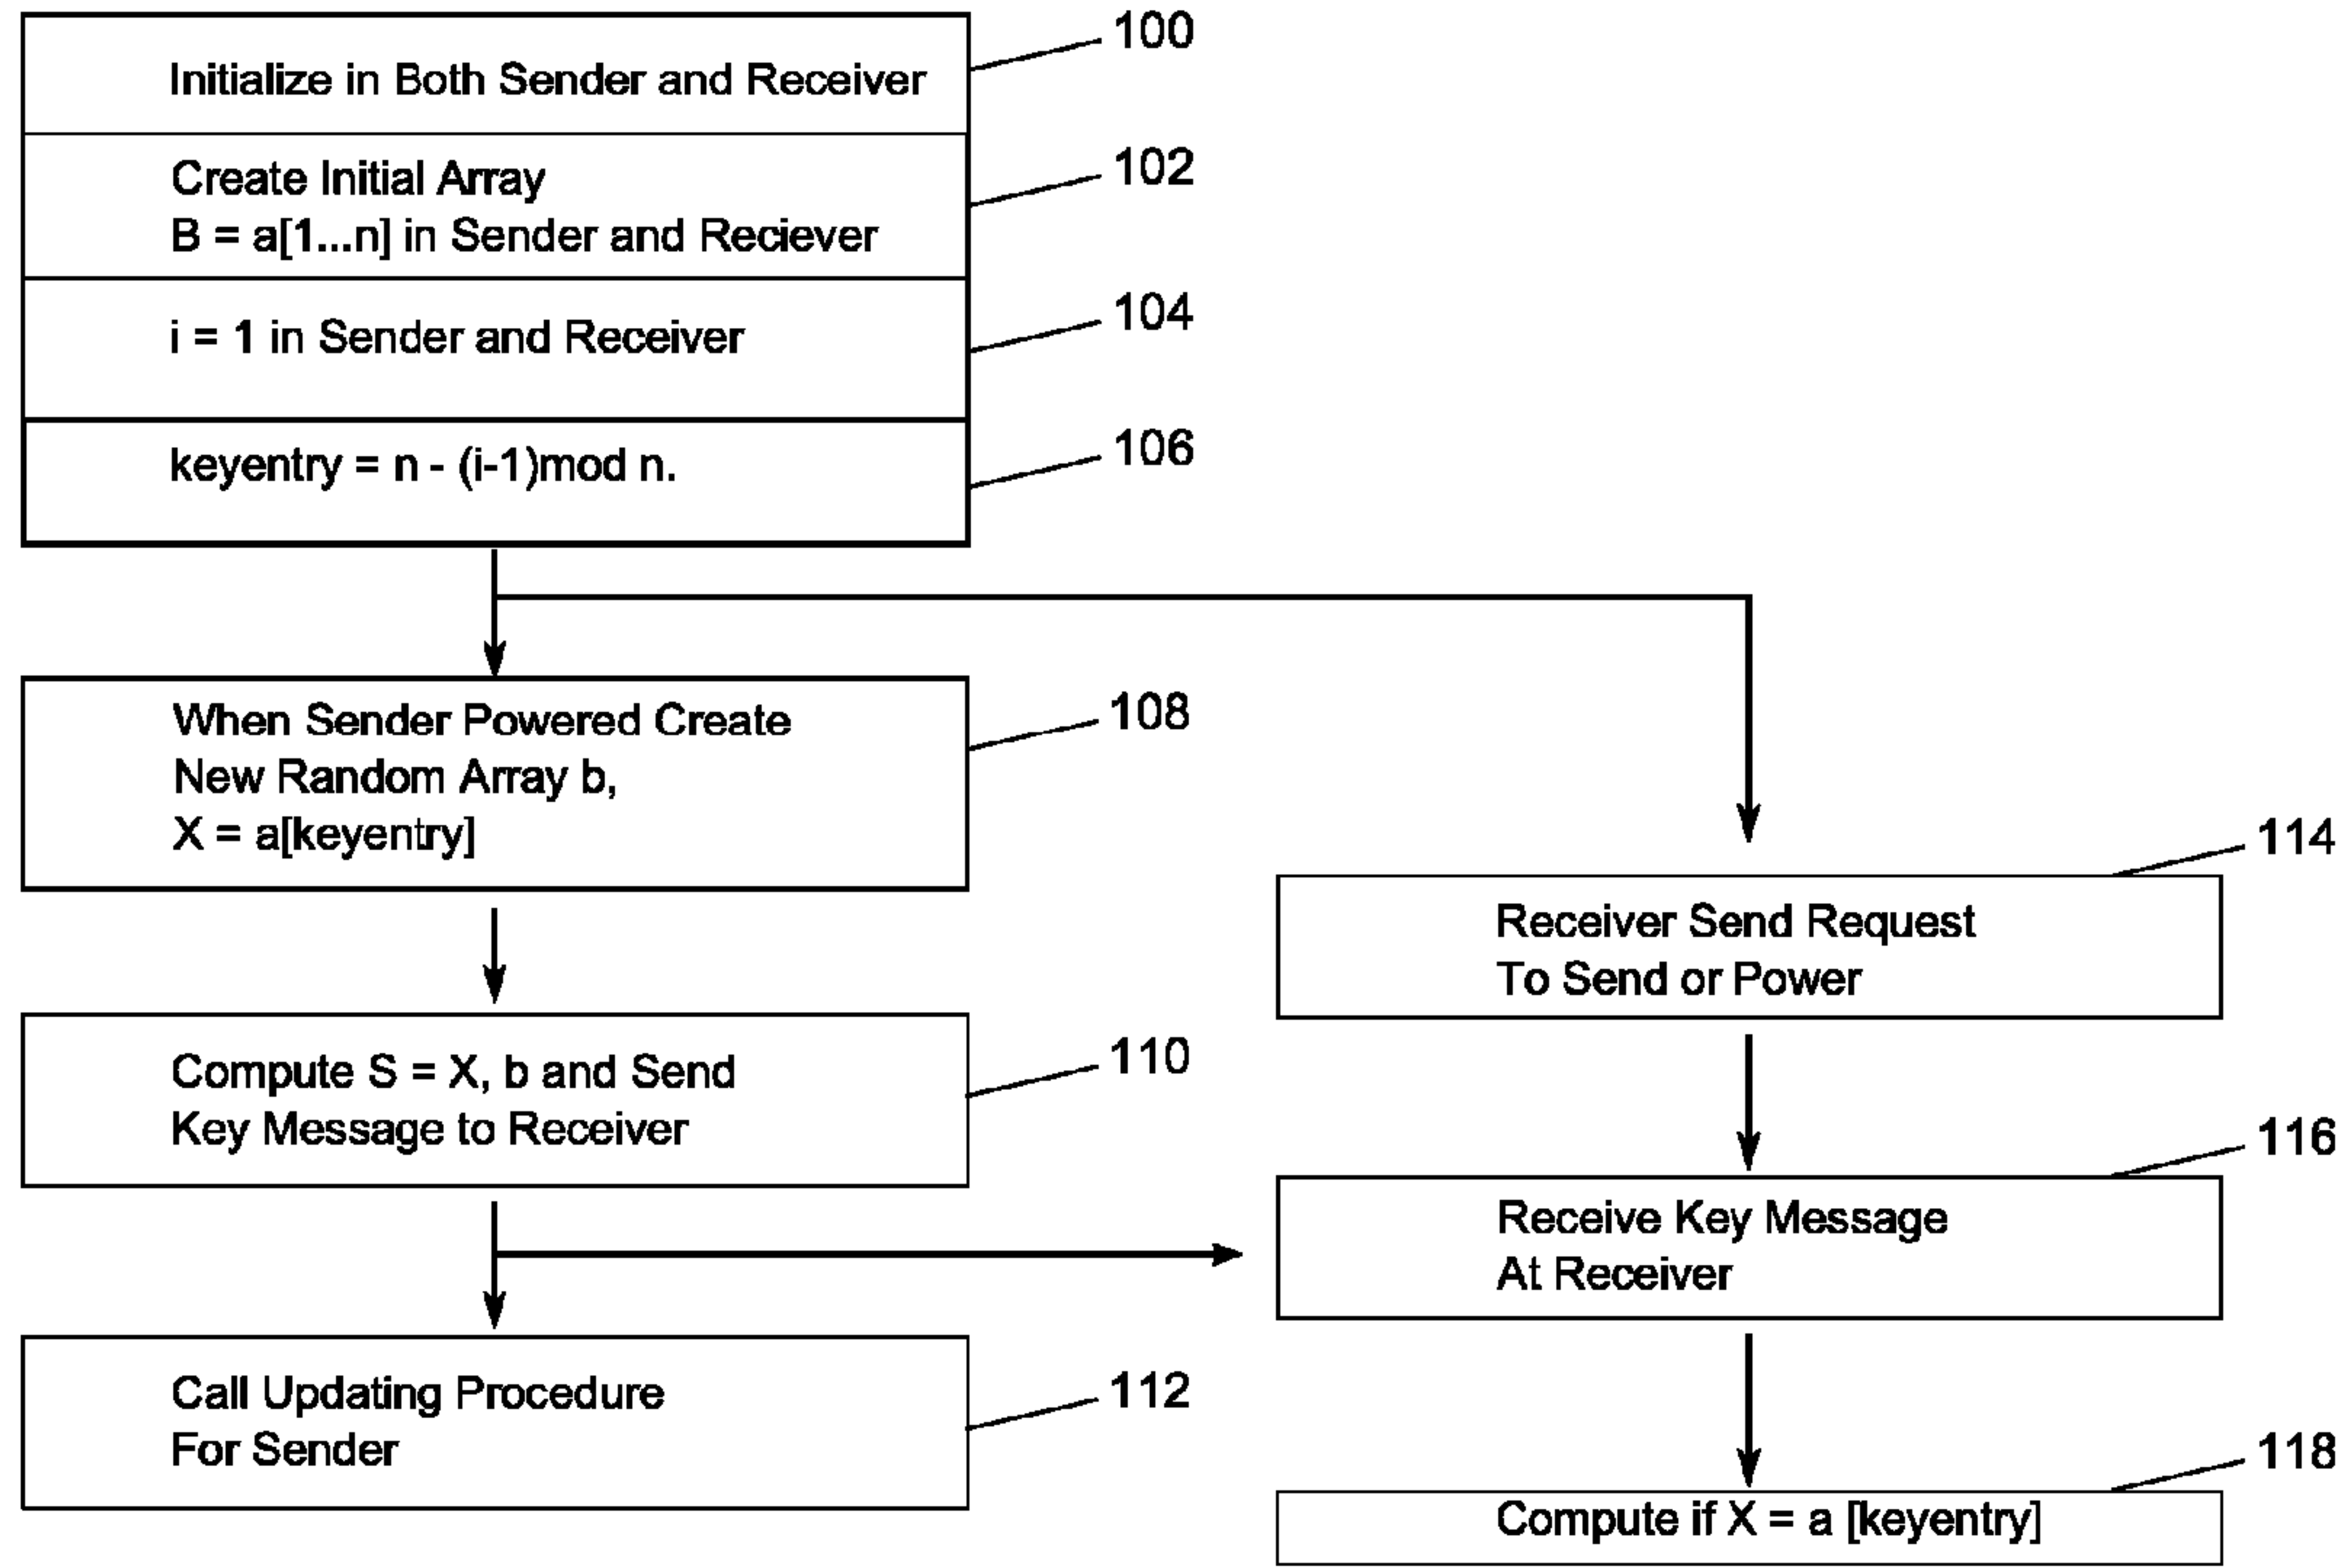 100
Initialize in Both Sender and Receiver
102
Create Initial Array
B = a[1...n] in Sender and Reciever
104
i = 1 in Sender and Receiver
106
keyentry = n - (i-1)mod n.
108
When Sender Powered Create
New Random Array b,
X = a[keyentry]
110
Compute S = X, b and Send
Key Message to Receiver
112
Call Updating Procedure
For Sender
114
Receiver Send Request
To Send or Power
116
Receive Key Message
At Receiver
118
Compute if X = a [keyentry]